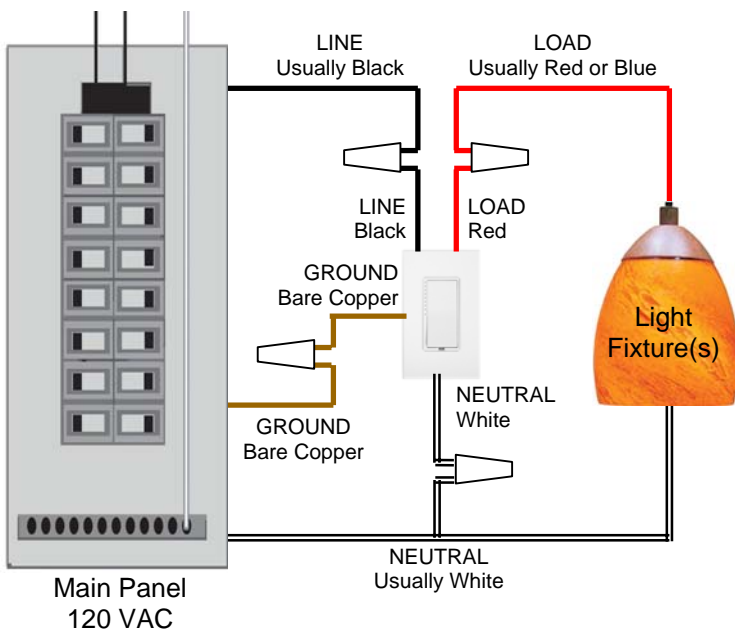 LINE
Usually Black
LOAD
Usually Red or Blue
LINE
Black
LOAD
Red
GROUND
Bare Copper
Light
Fixture(s)
NEUTRAL
White
GROUND
Bare Copper
NEUTRAL
Usually White
Main Panel
120 VAC